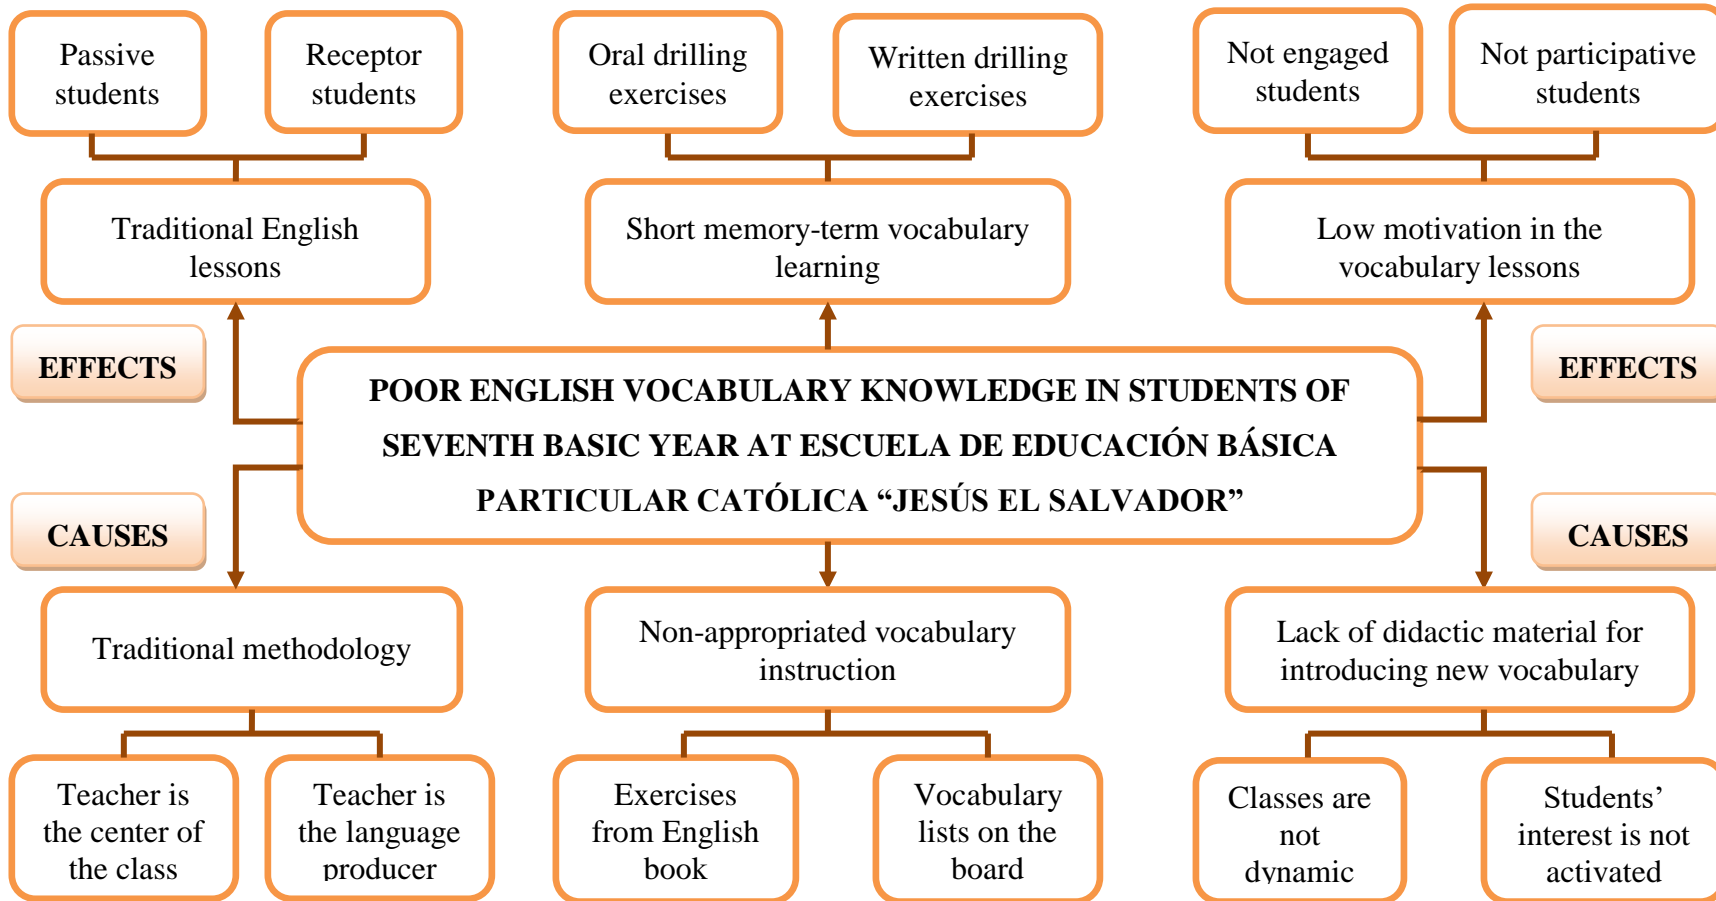 Passive
students
Receptor
students
Oral drilling
exercises
Written drilling
exercises
Not engaged
students
Not participative
students
Traditional English
lessons
Short memory-term vocabulary
learning
Low motivation in the
vocabulary lessons
EFFECTS
EFFECTS
POOR ENGLISH VOCABULARY KNOWLEDGE IN STUDENTS OF
SEVENTH BASIC YEAR AT ESCUELA DE EDUCACIÓN BÁSICA
PARTICULAR CATÓLICA “JESÚS EL SALVADOR”
CAUSES
CAUSES
Traditional methodology
Non-appropriated vocabulary
instruction
Lack of didactic material for
introducing new vocabulary
Teacher is
the center of
the class
Teacher is
the language
producer
Exercises
from English
book
Vocabulary
lists on the
board
Classes are
not
dynamic
Students’
interest is not
activated